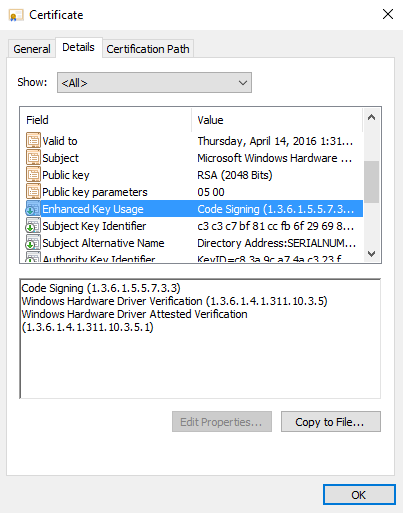 Certificate
General Details Certification Path
Show: <All>
Field Value
Valid to Thursday, April 14, 2016 1:31...
Subject Microsoft Windows Hardware ...
Public key RSA (2048 Bits)
Public key parameters 05 00
Enhanced Key Usage Code Signing (1.3.6.1.5.5.7.3....
Subject Key Identifier c3 c3 c7 bf 81 cc fb 6f 29 69 8...
Subject Alternative Name Directory Address:SERIALNUM...
Authority Key Identifier KeyID=c8 3a 9c a7 4a c3 23 f...
Code Signing (1.3.6.1.5.5.7.3.3)
Windows Hardware Driver Verification (1.3.6.1.4.1.311.10.3.5)
Windows Hardware Driver Attested Verification
(1.3.6.1.4.1.311.10.3.5.1)
Edit Properties... Copy to File...
OK